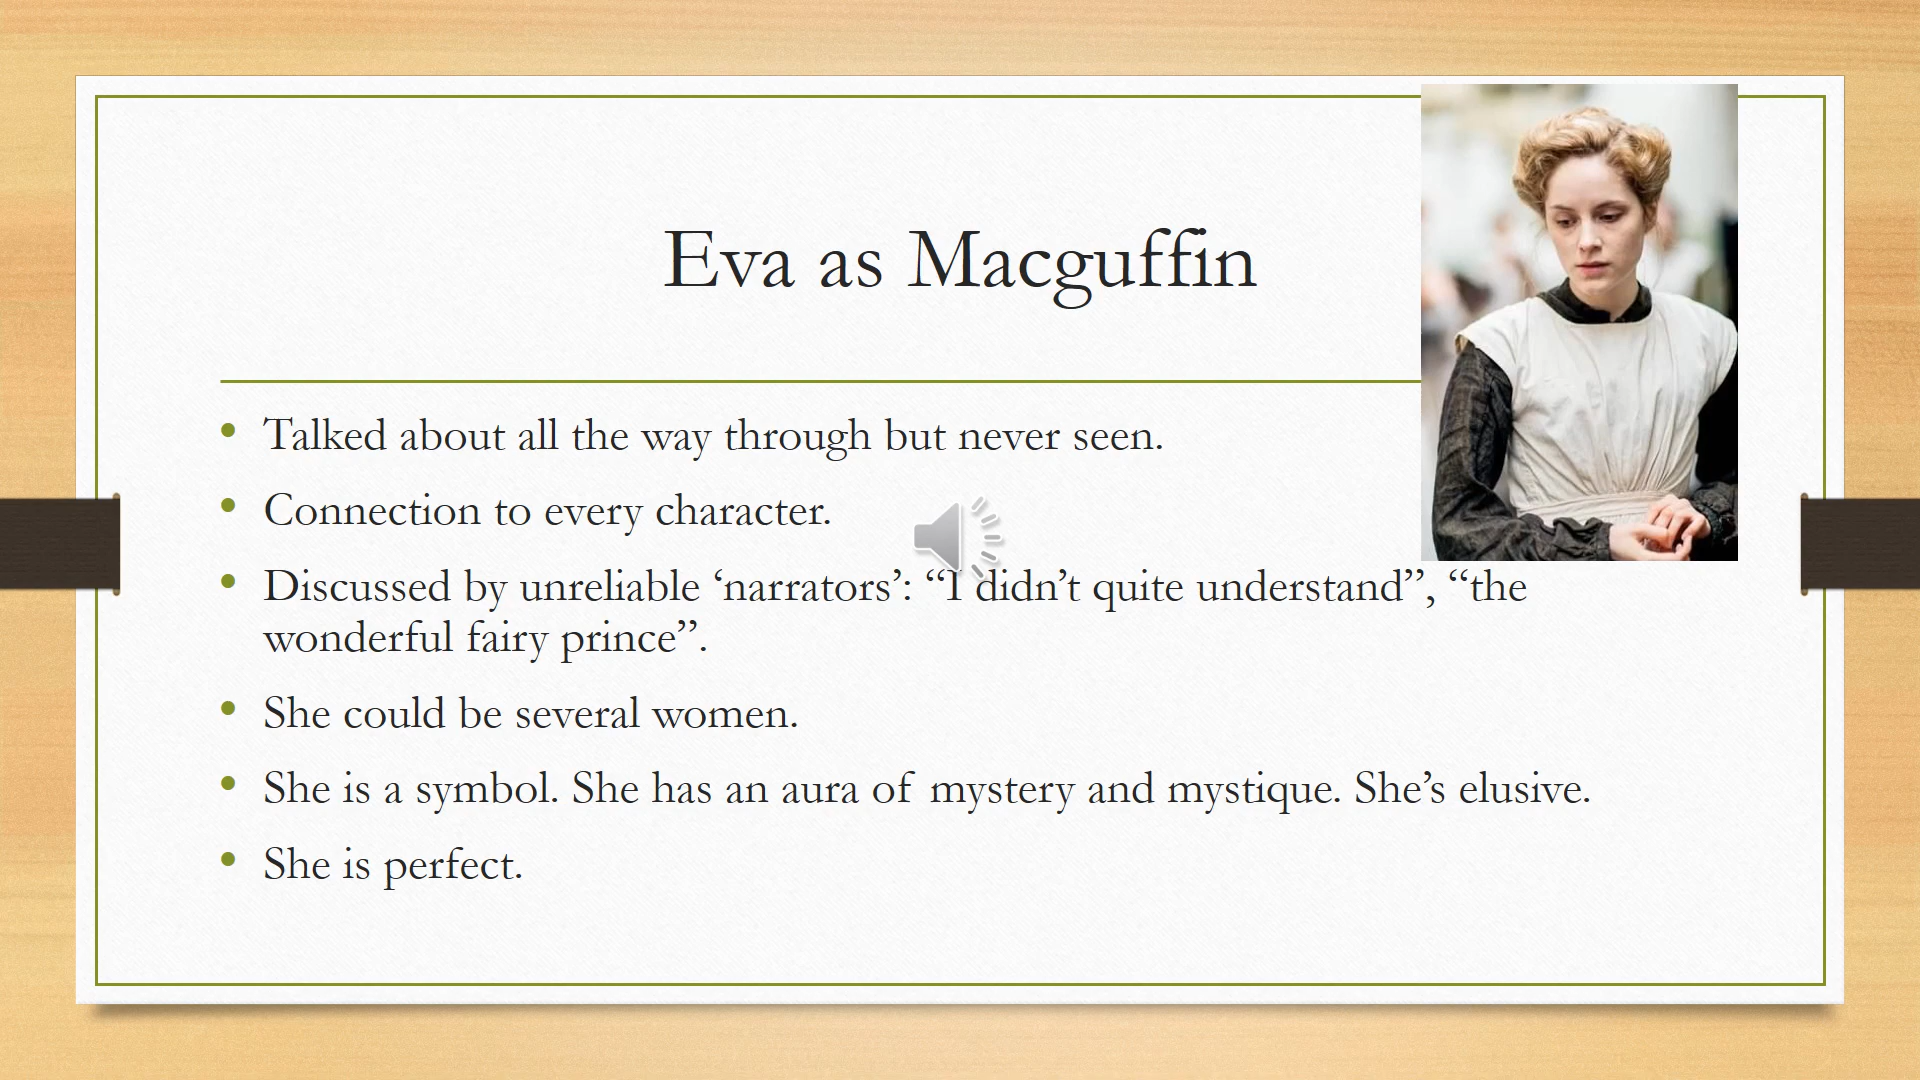 Eva as Macguffin
• Talked about all the way through but never seen.
• Connection to every character.
• Discussed by unreliable ‘narrators’: “I didn’t quite understand”, “the
wonderful fairy prince”.
• She could be several women.
• She is a symbol. She has an aura of mystery and mystique. She’s elusive.
• She is perfect.